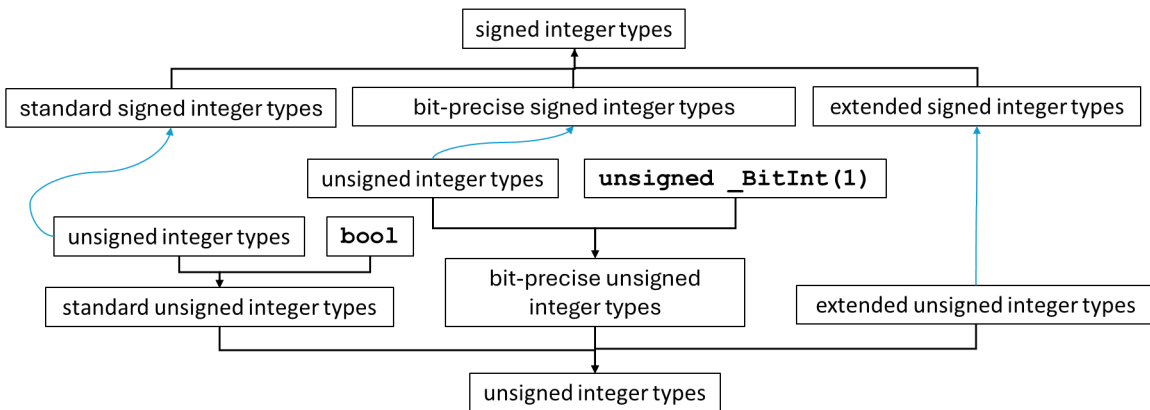 signed integer types
standard signed integer types
bit-precise signed integer types
extended signed integer types
unsigned integer types
unsigned _BitInt(1)
unsigned integer types
bool
bit-precise unsigned
integer types
standard unsigned integer types
extended unsigned integer types
unsigned integer types